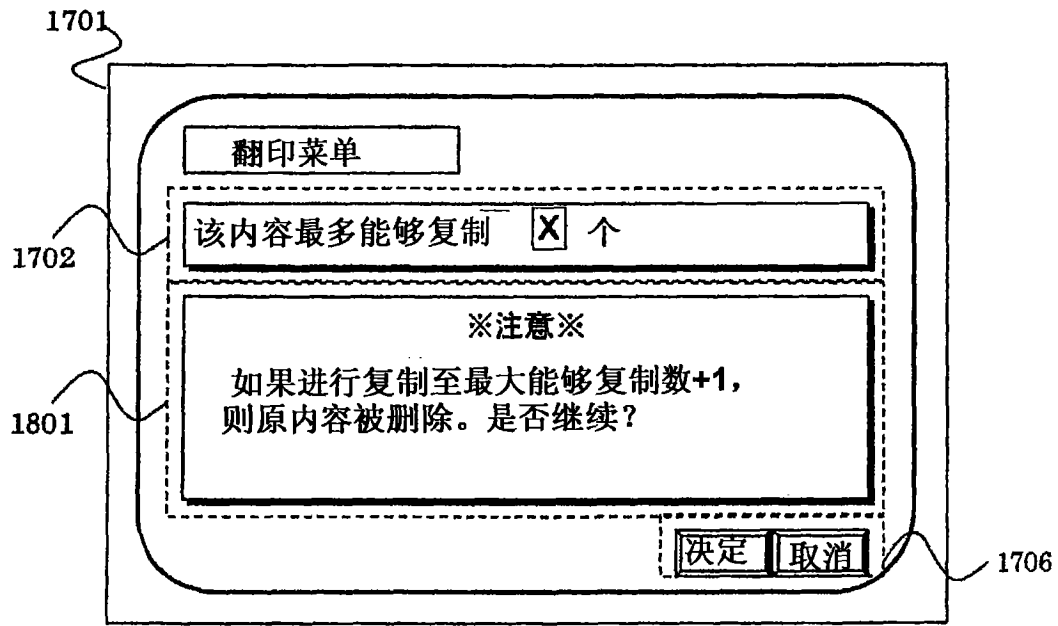 1701
翻印菜单
该内容最多能够复制 X 个
1702
※注意※
如果进行复制至最大能够复制数+1，
则原内容被删除。是否继续？
1801
决定 取消
1706